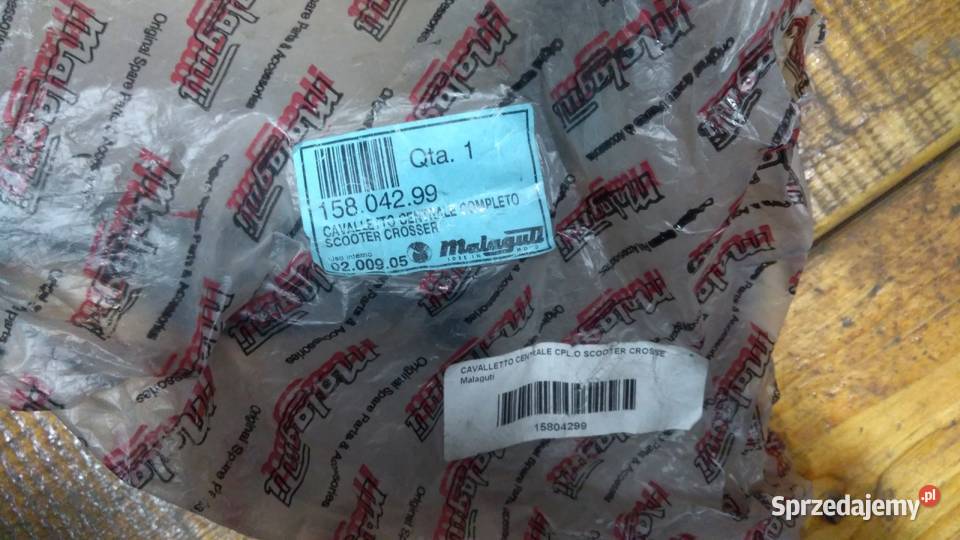 Malaguti
Original Spare Parts & Accessories
Qta. 1
158.042.99
CAVALLETTO CENTRALE COMPLETO
SCOOTER CROSSER
Uso interno
02.009.05
Malaguti
CAVALLETTO CENTRALE CPL.O SCOOTER CROSSE
Malaguti
15804299
Sprzedajemy.pl